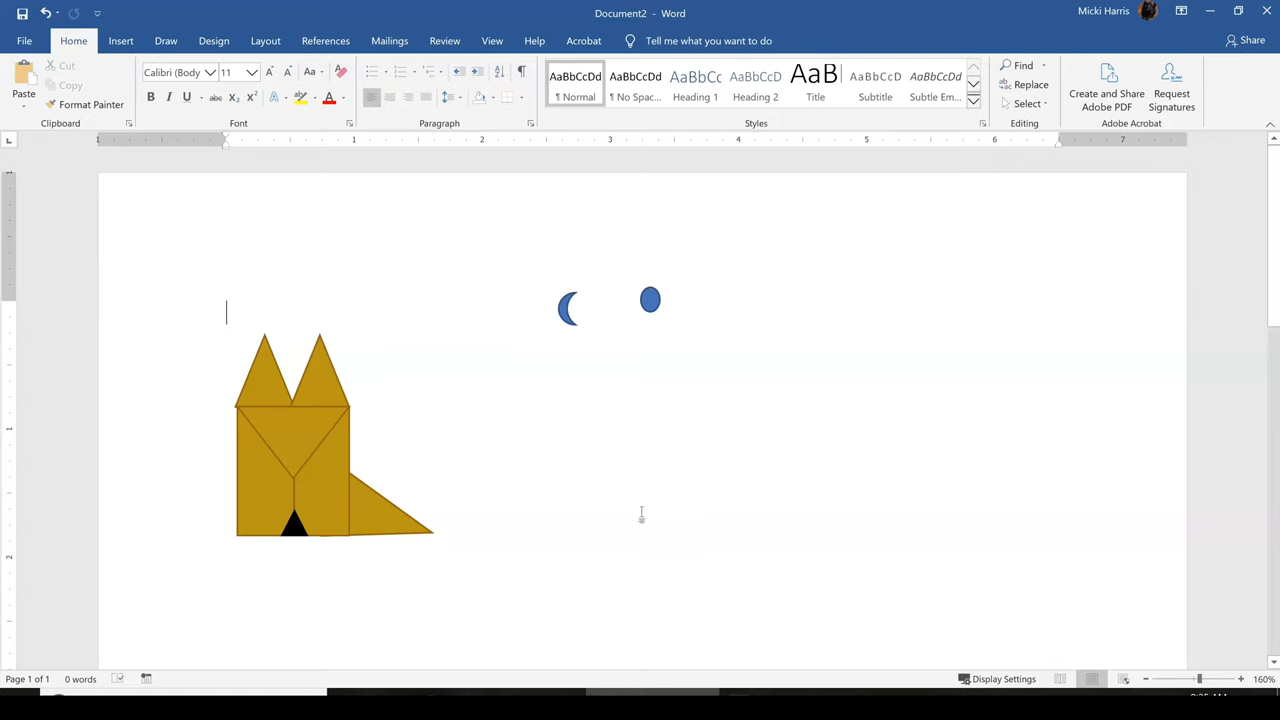 Document2 - Word
Micki Harris
File Home Insert Draw Design Layout References Mailings Review View Help Acrobat Tell me what you want to do Share
Paste
Cut
Copy
Format Painter
Clipboard
Calibri (Body 11
Font
Paragraph
AaBbCcDd AaBbCcDd AaBbCc AaBbCcD AaB AaBbCcD AaBbCcDd
¶ Normal ¶ No Spac... Heading 1 Heading 2 Title Subtitle Subtle Em...
Styles
Find
Replace
Select
Editing
Create and Share Adobe PDF
Request Signatures
Adobe Acrobat
1 1 2 3 4 5 6 7
1
1
2
Page 1 of 1 0 words Display Settings 160%